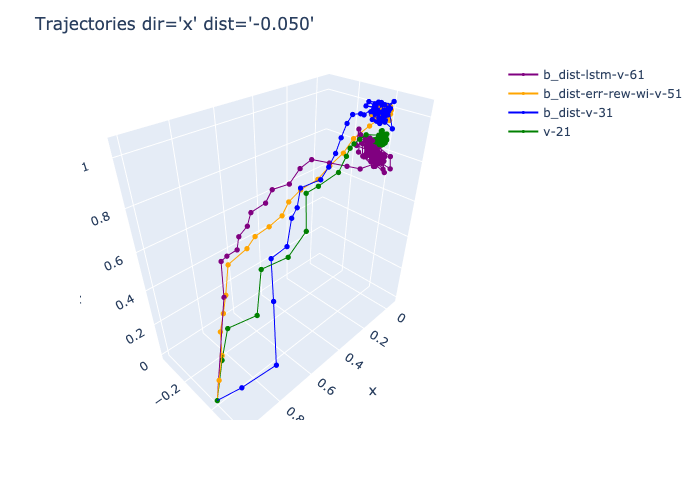 Trajectories dir='x' dist='-0.050'
b_dist-lstm-v-61
b_dist-err-rew-wi-v-51
b_dist-v-31
v-21
1
0.8
0.6
0.4
0.2
0
−0.2
0
0.2
0.4
0.6
0.8
x